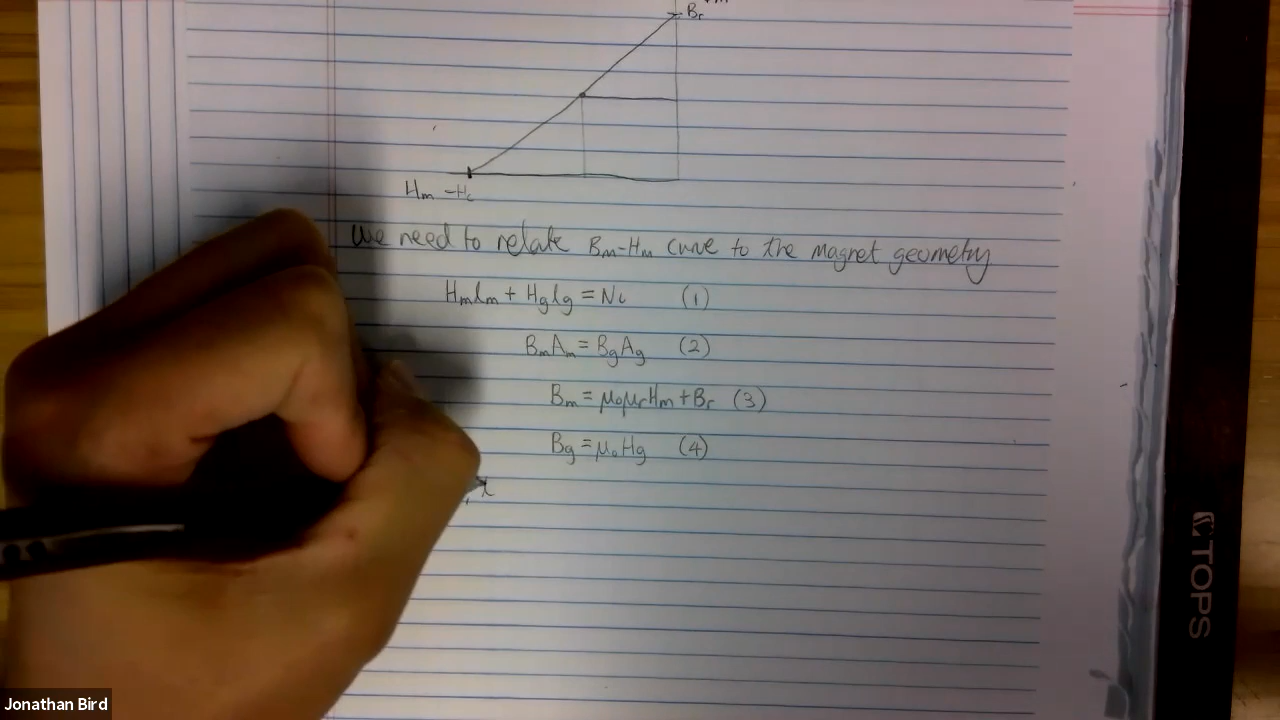 Br
Hm -Hc
We need to relate Bm-Hm curve to the magnet geometry
Hmlm + Hglg = Ni (1)
BmAm = BgAg (2)
Bm = μ0μrHm + Br (3)
Bg = μ0Hg (4)
TOPS
Jonathan Bird